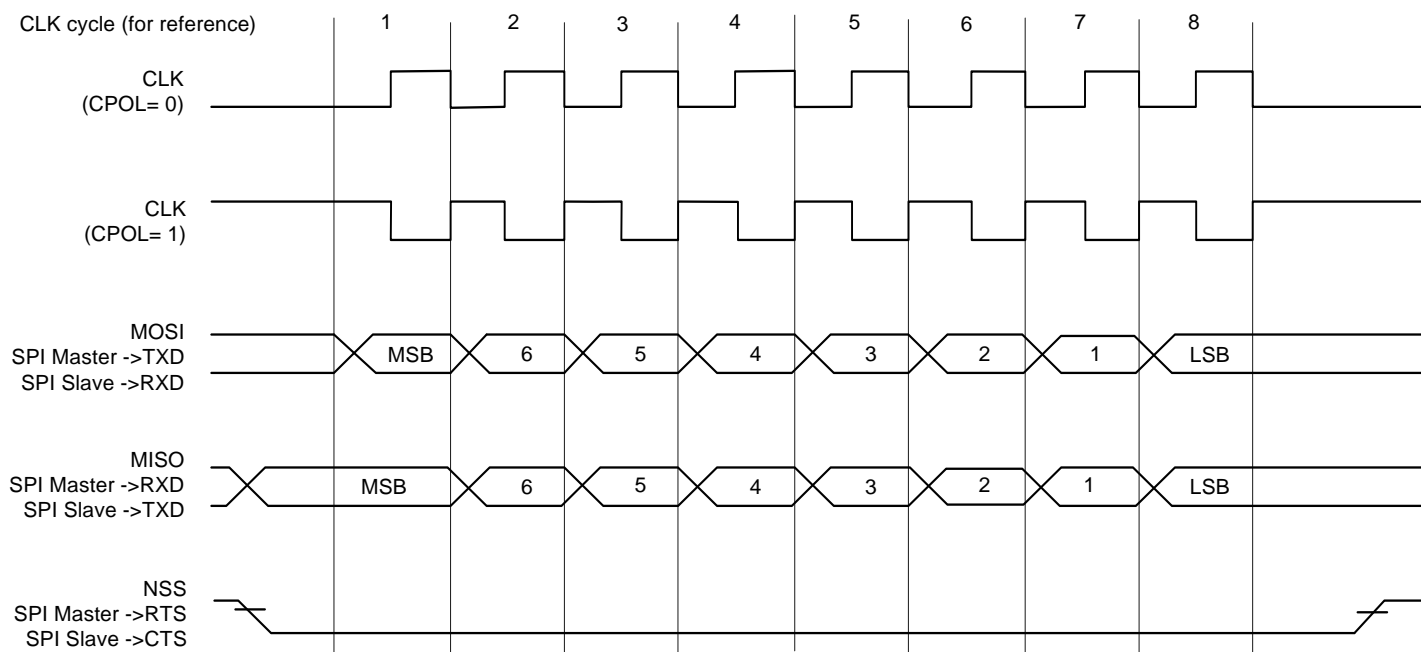 CLK cycle (for reference) 1 2 3 4 5 6 7 8
CLK
(CPOL= 0)
CLK
(CPOL= 1)
MOSI
SPI Master ->TXD
SPI Slave ->RXD
MSB 6 5 4 3 2 1 LSB
MISO
SPI Master ->RXD
SPI Slave ->TXD
MSB 6 5 4 3 2 1 LSB
NSS
SPI Master ->RTS
SPI Slave ->CTS